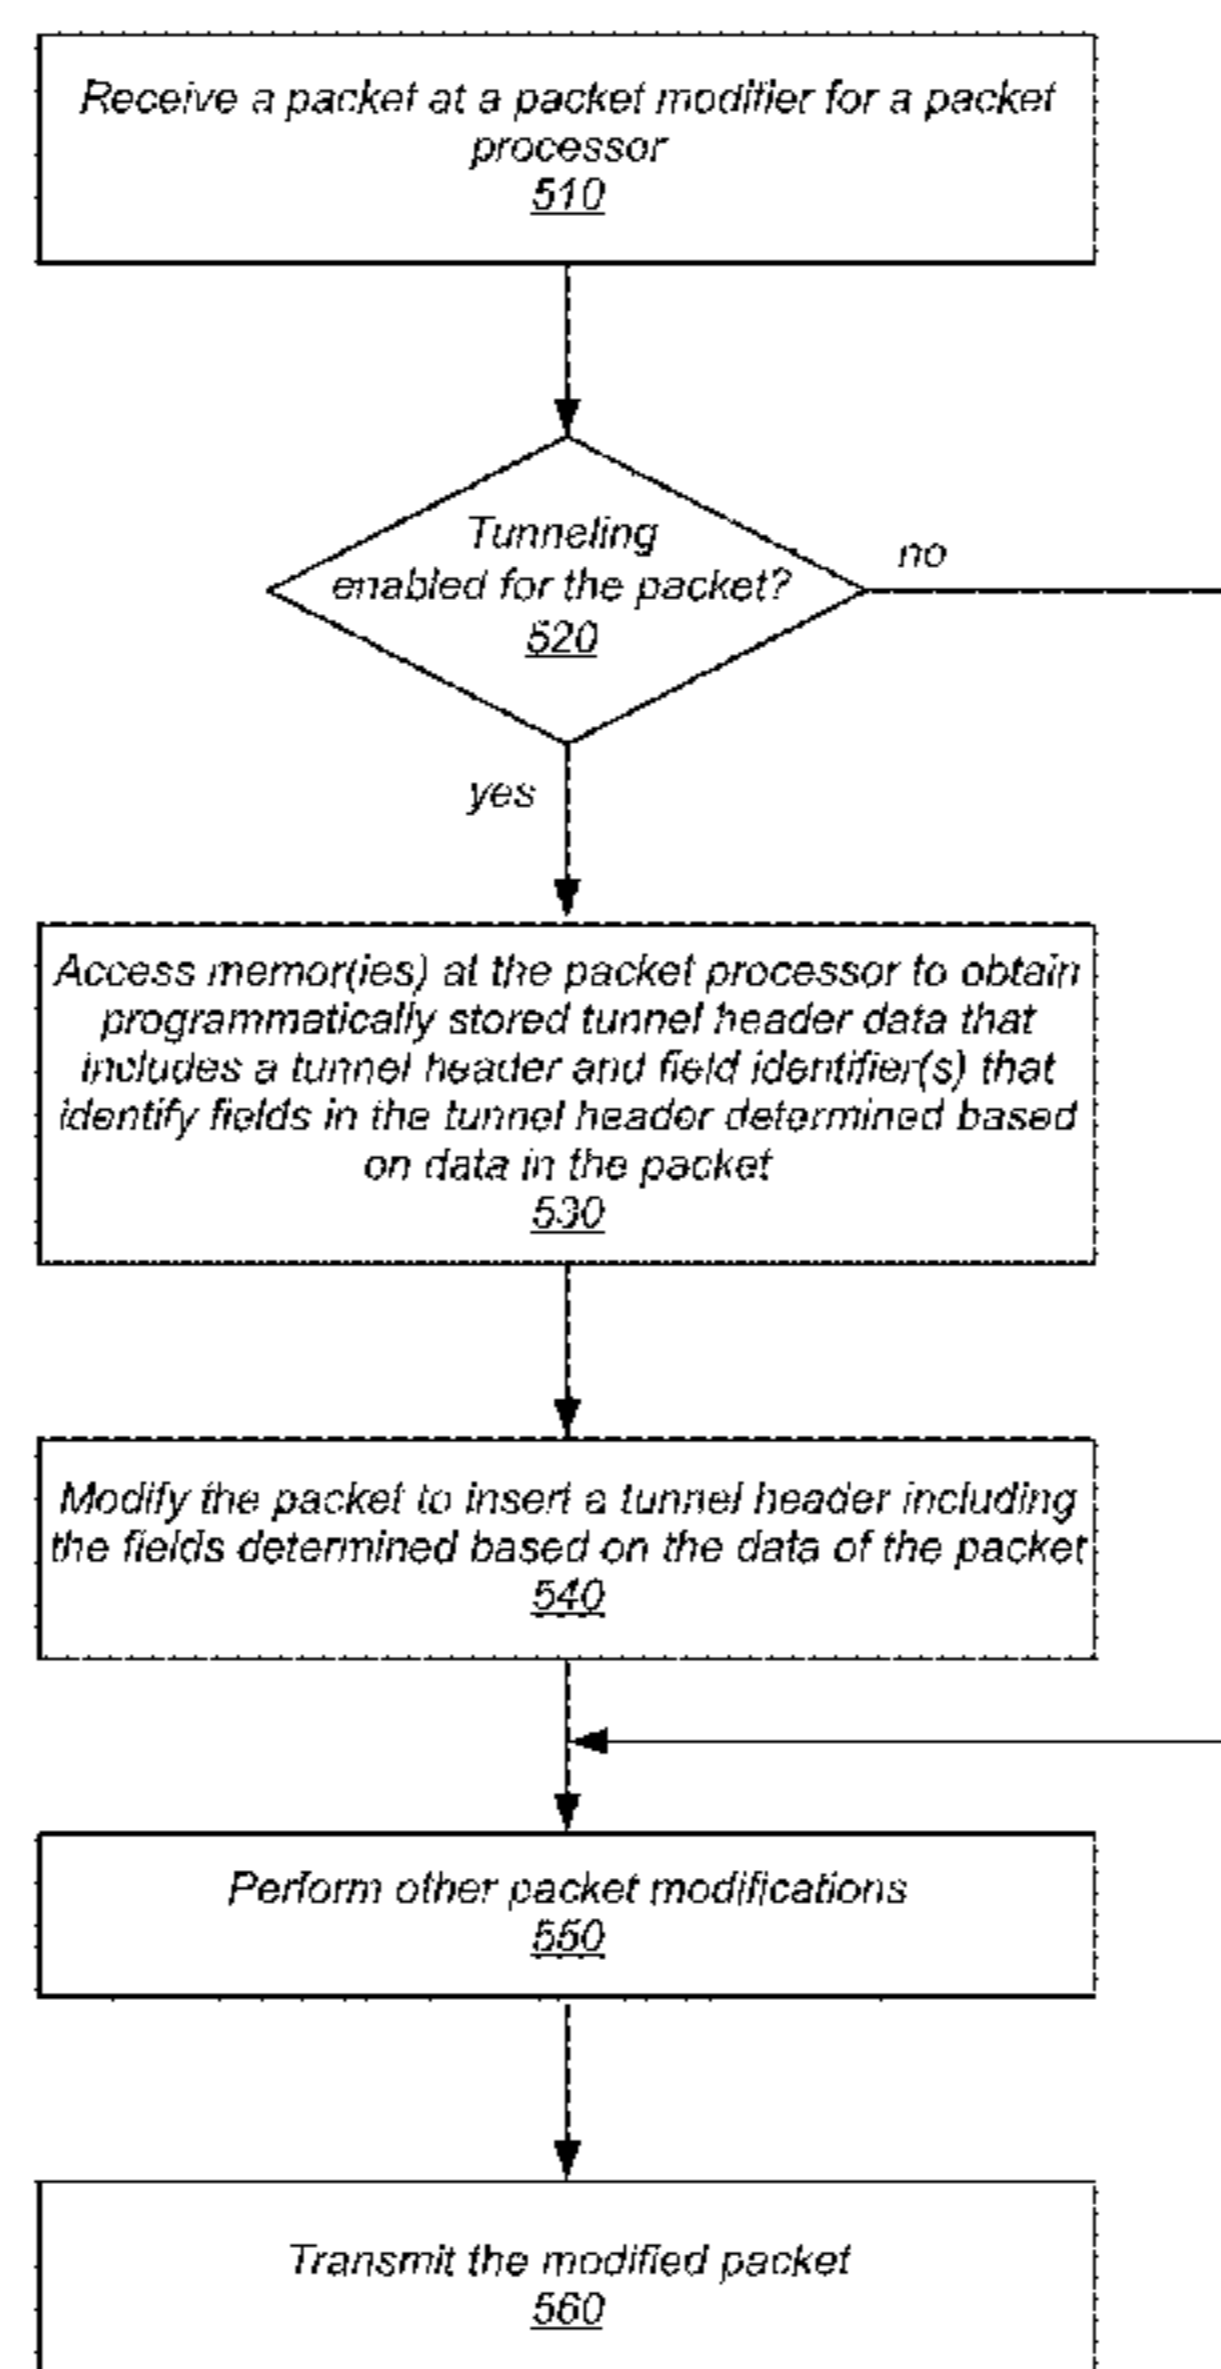 Receive a packet at a packet modifier for a packet
processor
510
Tunneling
enabled for the packet?
520
no
yes
Access memor(ies) at the packet processor to obtain
programmatically stored tunnel header data that
includes a tunnel header and field identifier(s) that
identify fields in the tunnel header determined based
on data in the packet
530
Modify the packet to insert a tunnel header including
the fields determined based on the data of the packet
540
Perform other packet modifications
550
Transmit the modified packet
560